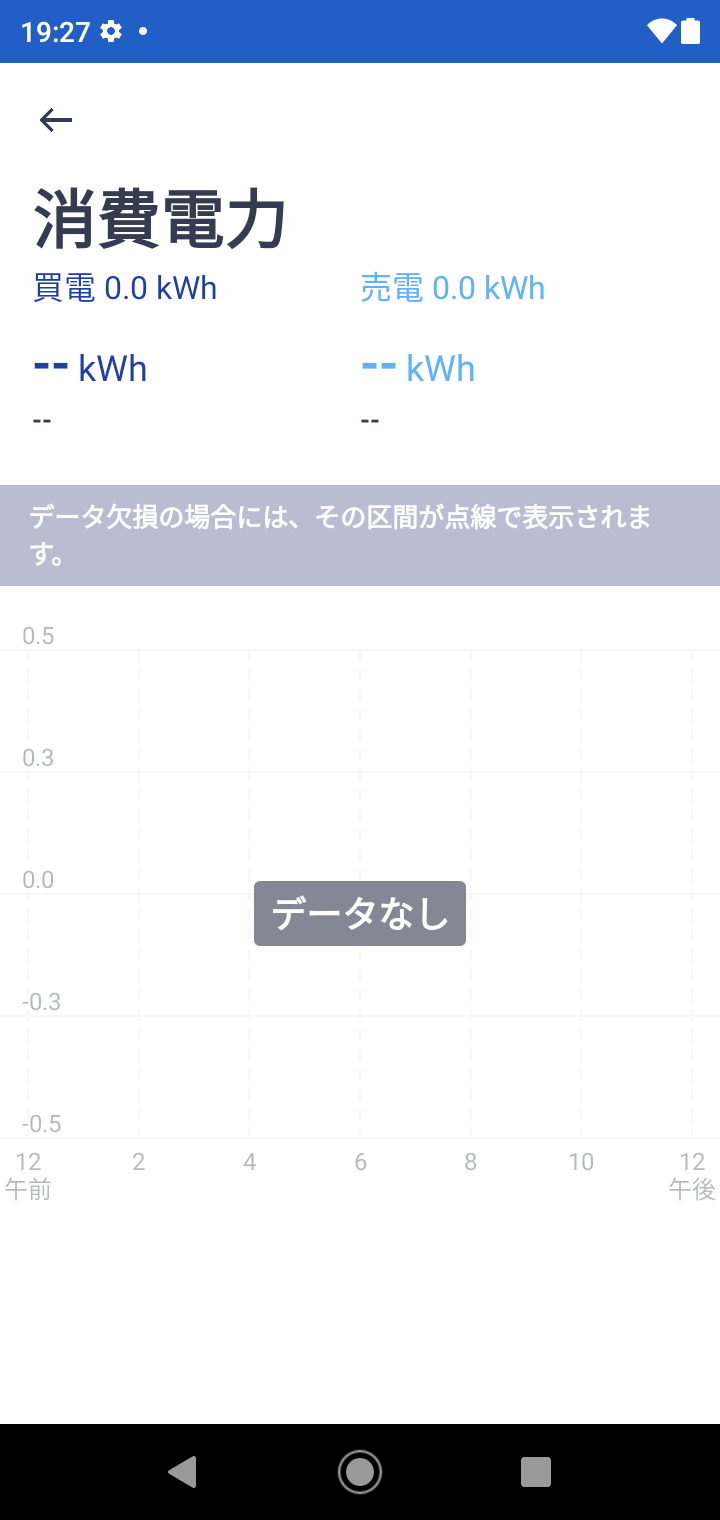 19:27
消費電力
買電 0.0 kWh
売電 0.0 kWh
-- kWh
-- kWh
--
--
データ欠損の場合には、その区間が点線で表示されま
す。
0.5
0.3
0.0
データなし
-0.3
-0.5
12 2 4 6 8 10 12
午前 午後